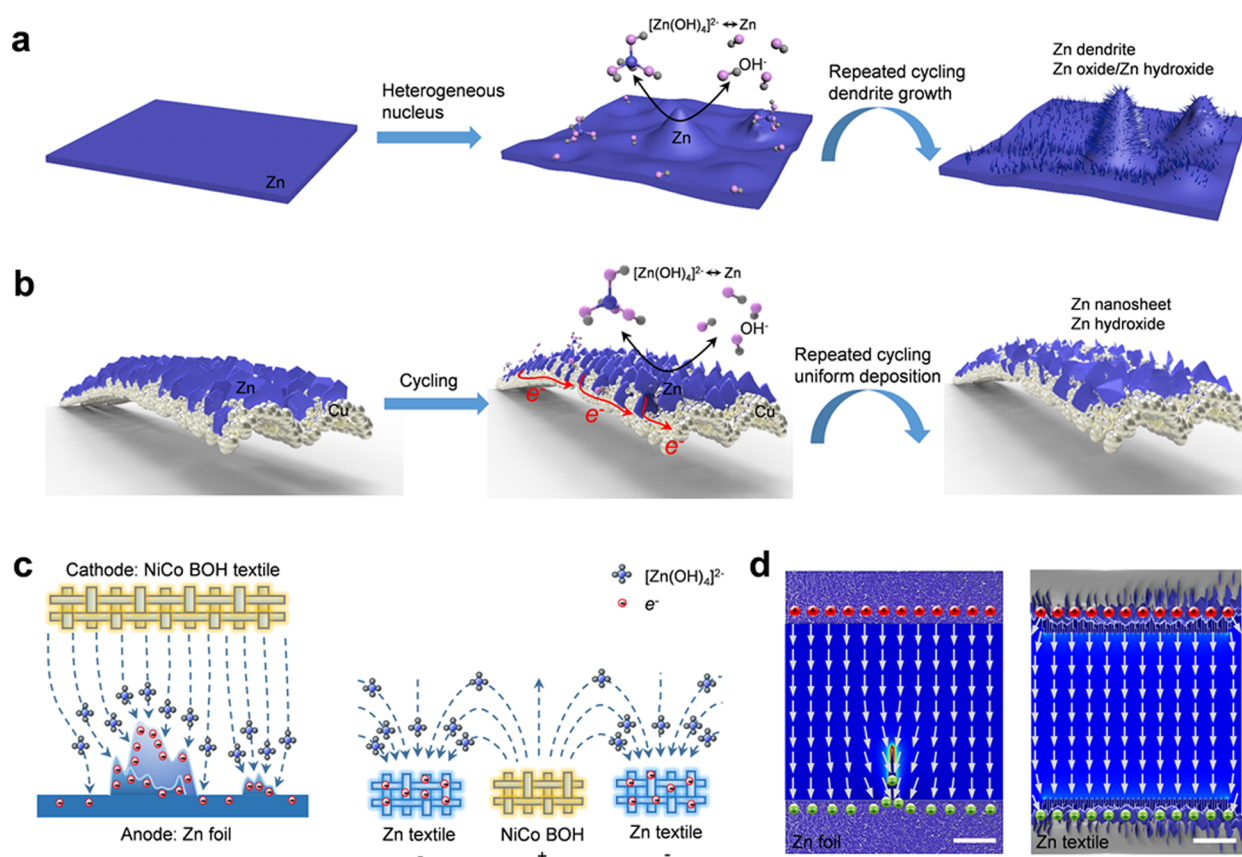 a
Zn
Heterogeneous
nucleus
[Zn(OH)4]2- ↔ Zn
OH-
Zn
Repeated cycling
dendrite growth
Zn dendrite
Zn oxide/Zn hydroxide
b
Zn
Cu
Cycling
[Zn(OH)4]2- ↔ Zn
OH-
Zn
Cu
e-
e-
e-
Repeated cycling
uniform deposition
Zn nanosheet
Zn hydroxide
c
Cathode: NiCo BOH textile
Anode: Zn foil
[Zn(OH)4]2-
e-
Zn textile
NiCo BOH
Zn textile
-
+
-
d
Zn foil
Zn textile